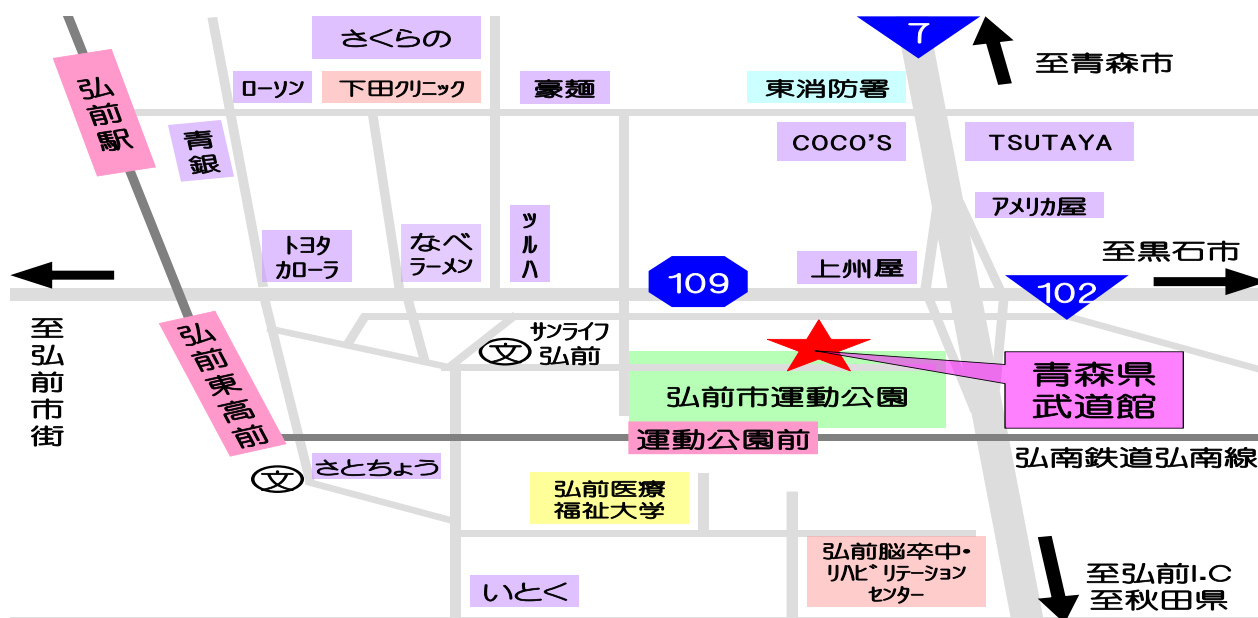 7
至青森市
さくらの
ローソン
下田クリニック
豪麺
東消防署
弘前駅
青銀
COCO'S
TSUTAYA
アメリカ屋
トヨタ
カローラ
なべ
ラーメン
ツルハ
109
上州屋
102
至黒石市
至弘前市街
弘前東高前
文
サンライフ
弘前
青森県
武道館
弘前市運動公園
運動公園前
弘南鉄道弘南線
文
さとちょう
弘前医療
福祉大学
弘前脳卒中・
リハビリテーション
センター
いとく
至弘前I.C
至秋田県